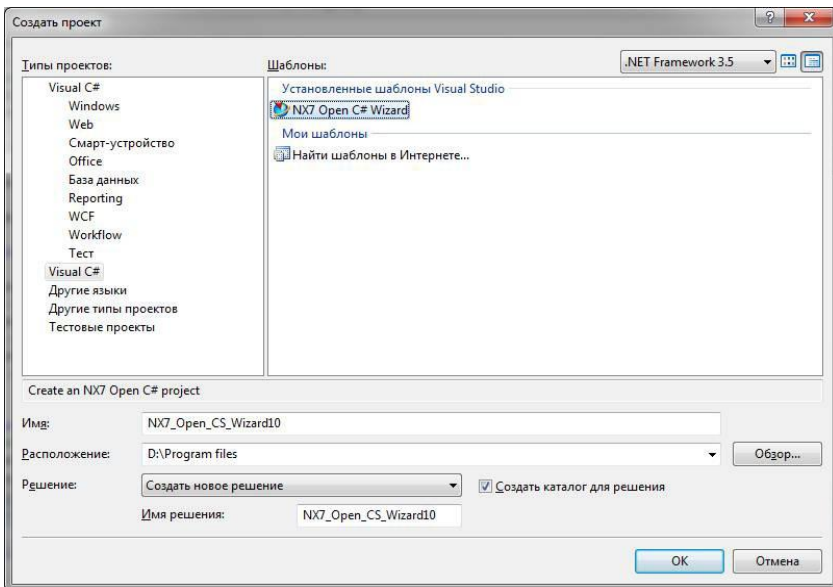 Создать проект
Типы проектов:
Шаблоны:
.NET Framework 3.5
Visual C#
Windows
Web
Смарт-устройство
Office
База данных
Reporting
WCF
Workflow
Тест
Visual C#
Другие языки
Другие типы проектов
Тестовые проекты
Установленные шаблоны Visual Studio
NX7 Open C# Wizard
Мои шаблоны
Найти шаблоны в Интернете...
Create an NX7 Open C# project
Имя:
NX7_Open_CS_Wizard10
Расположение:
D:\Program files
Обзор...
Решение:
Создать новое решение
Создать каталог для решения
Имя решения:
NX7_Open_CS_Wizard10
OK
Отмена